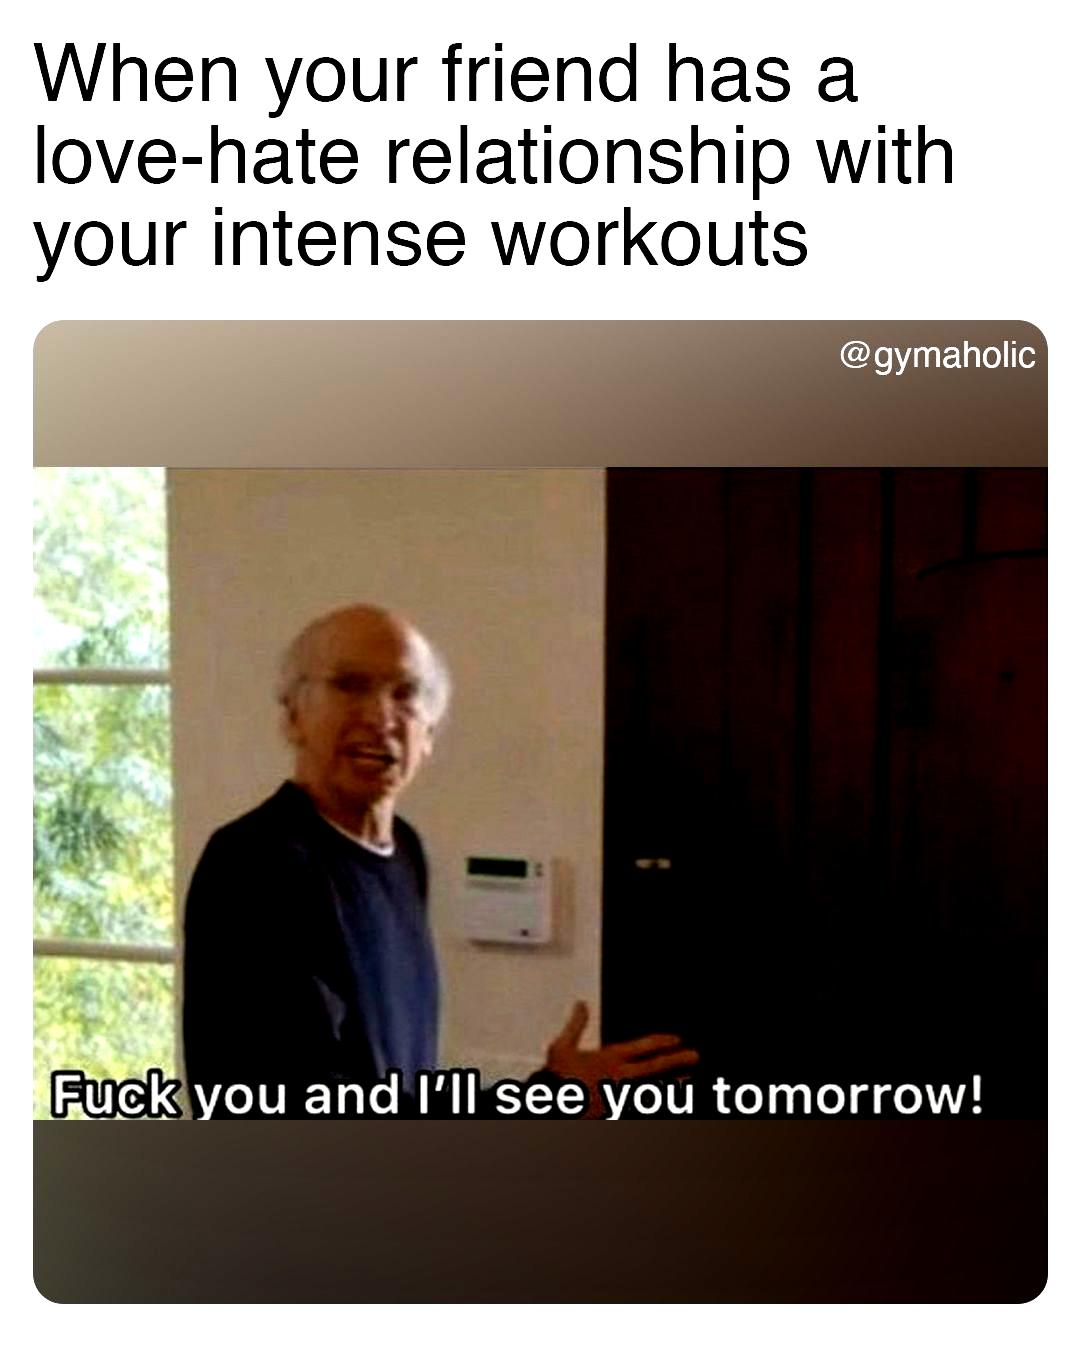 When your friend has a
love-hate relationship with
your intense workouts
@gymaholic
Fuck you and I'll see you tomorrow!